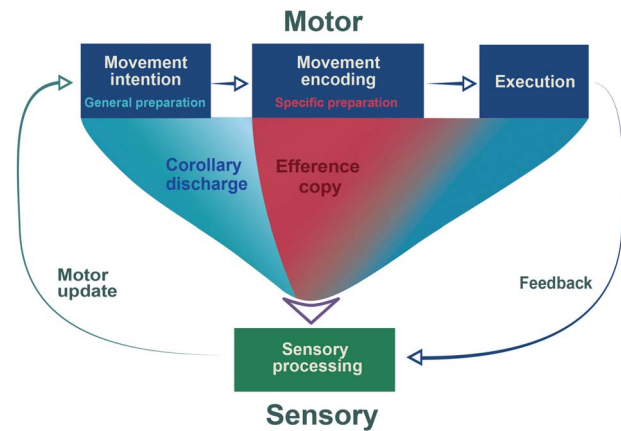 Motor
Movement
intention
General preparation
Movement
encoding
Specific preparation
Execution
Corollary
discharge
Efference
copy
Motor
update
Feedback
Sensory
processing
Sensory